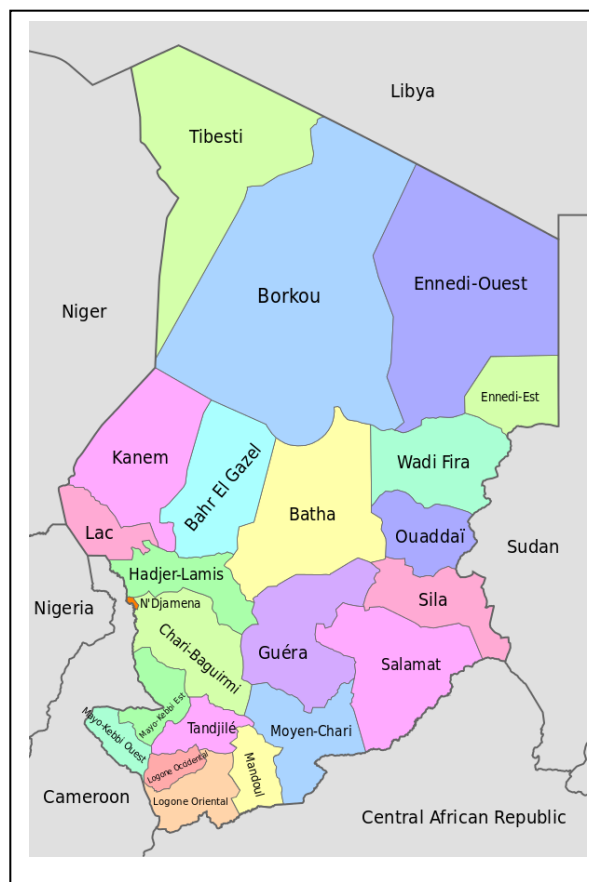 Libya
Tibesti
Ennedi-Ouest
Borkou
Niger
Ennedi-Est
Kanem
Bahr El Gazel
Wadi Fira
Batha
Lac
Ouaddaï
Sudan
Hadjer-Lamis
Nigeria
N'Djamena
Sila
Chari-Baguirmi
Guéra
Salamat
Mayo-Kebbi Est
Mayo-Kebbi Ouest
Tandjilé
Moyen-Chari
Logone Occidental
Mandoul
Cameroon
Logone Oriental
Central African Republic